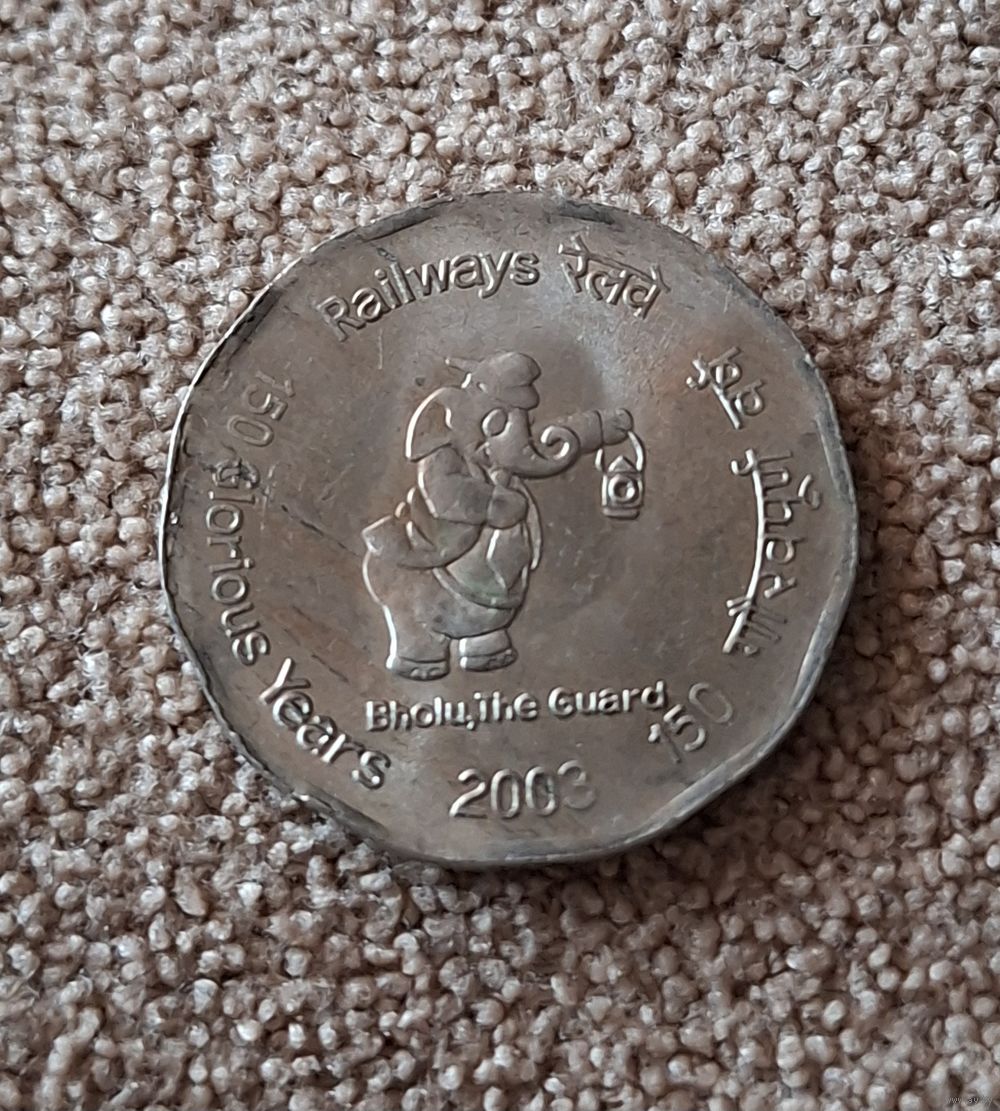 Railways रेलवे
150 Glorious Years
Bholu, the Guard
150
2003